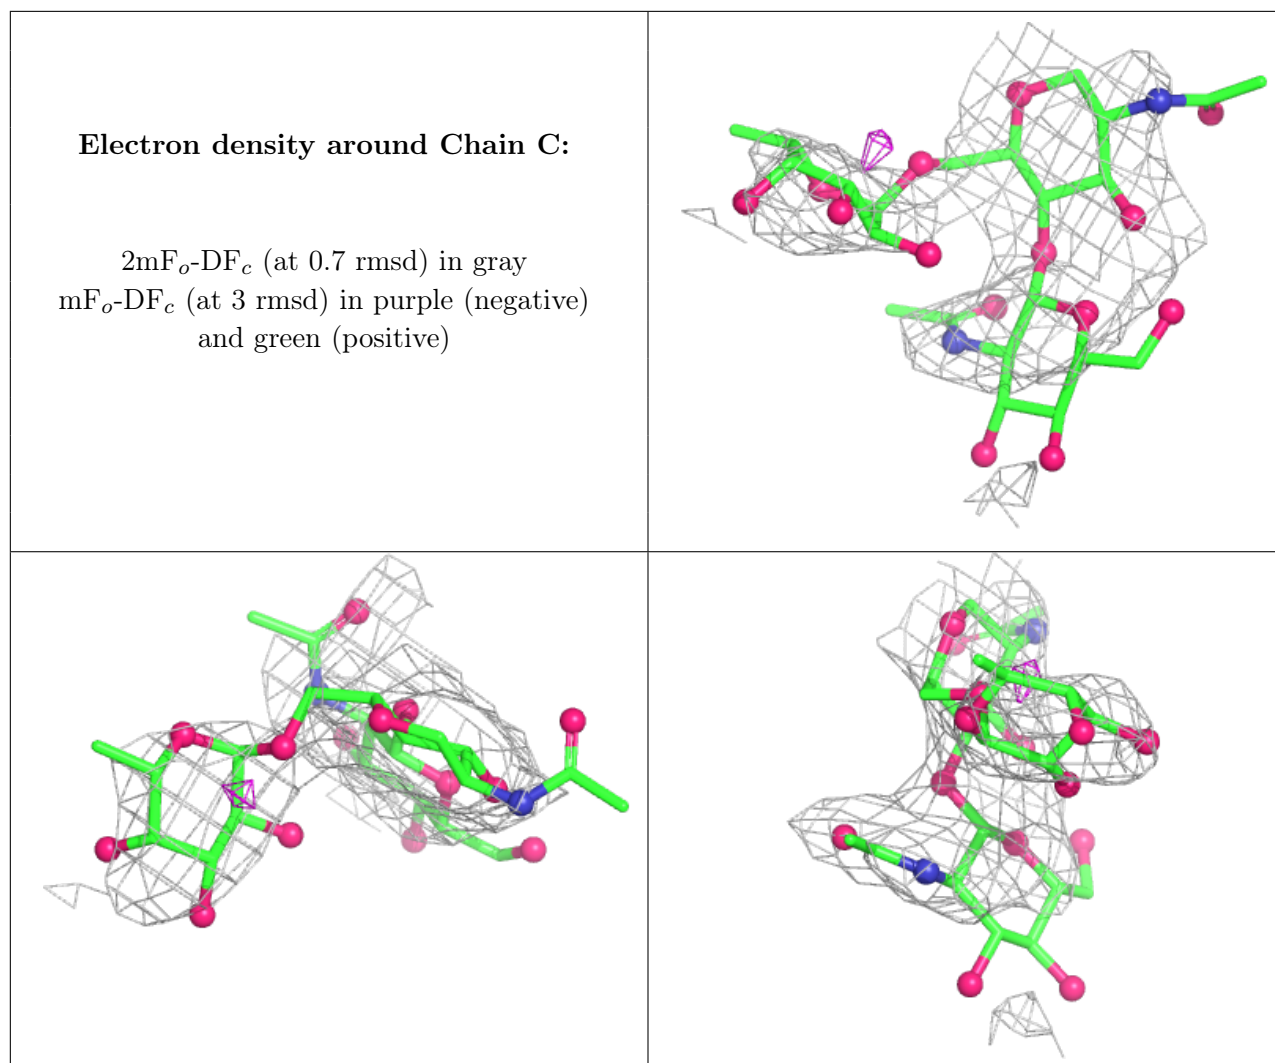 Electron density around Chain C:
2mFo-DFc (at 0.7 rmsd) in gray
mFo-DFc (at 3 rmsd) in purple (negative)
and green (positive)